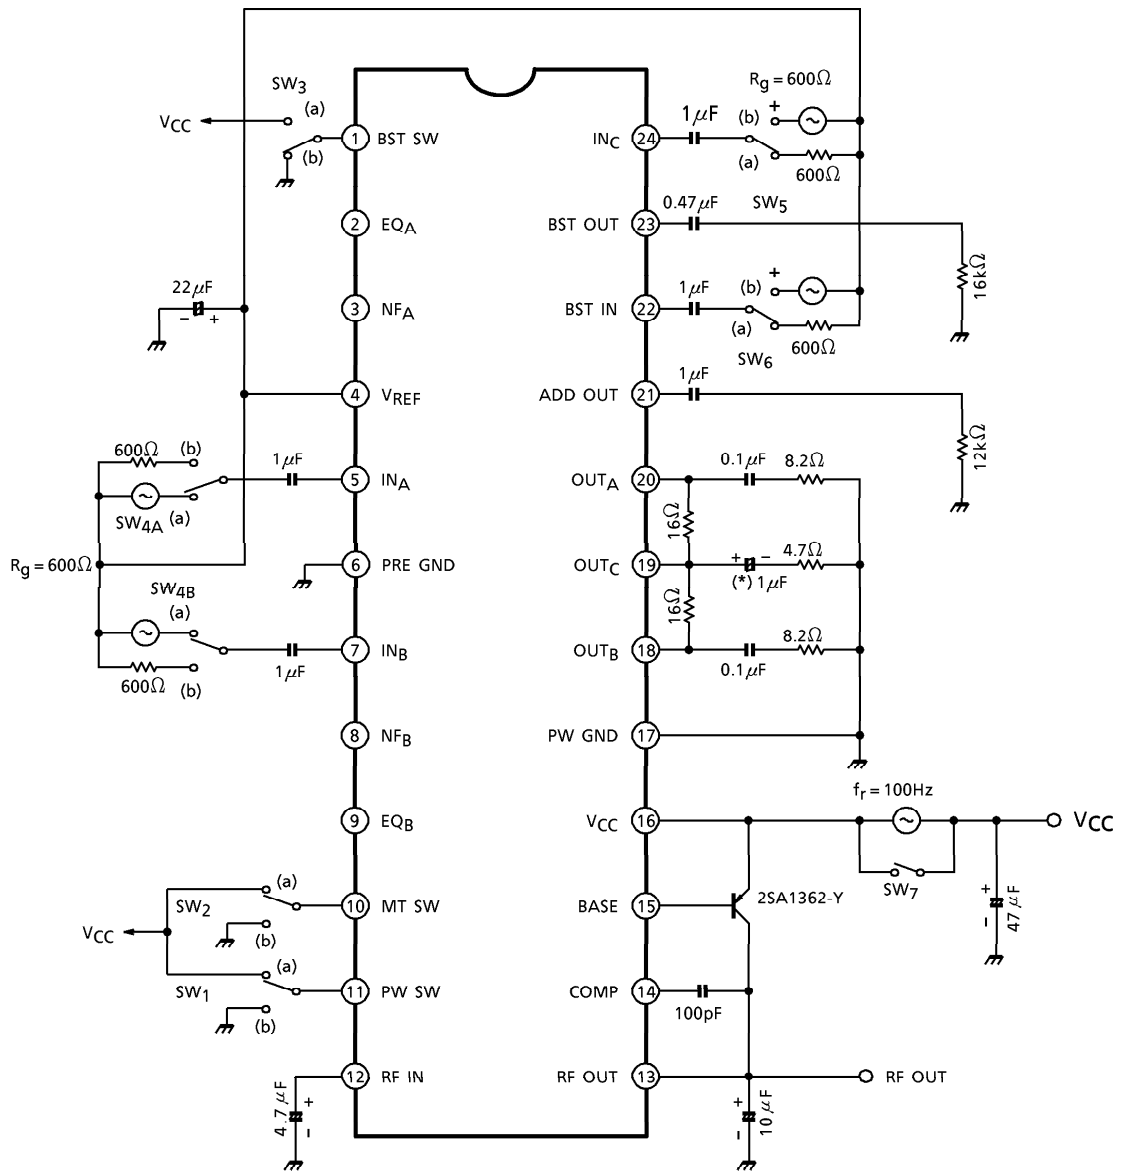 Rg = 600Ω
SW3
(a)
VCC
(b)
1
BST SW
INC
24
1μF
(b)
+
(a)
600Ω
SW5
2
EQA
BST OUT
23
0.47μF
16kΩ
22μF
− +
3
NFA
BST IN
22
1μF
(b)
+
(a)
600Ω
SW6
4
VREF
ADD OUT
21
1μF
12kΩ
600Ω
(b)
SW4A
(a)
1μF
5
INA
OUTA
20
0.1μF
8.2Ω
16Ω
Rg = 600Ω
6
PRE GND
OUTC
19
+ −
(*) 1μF
4.7Ω
16Ω
SW4B
(a)
600Ω
(b)
1μF
7
INB
OUTB
18
0.1μF
8.2Ω
8
NFB
PW GND
17
9
EQB
VCC
16
fr = 100Hz
SW7
VCC
+
−
47μF
SW2
(a)
(b)
10
MT SW
BASE
15
2SA1362-Y
VCC
SW1
(a)
(b)
11
PW SW
COMP
14
100pF
12
RF IN
RF OUT
13
RF OUT
4.7μF
+
−
+
−
10μF